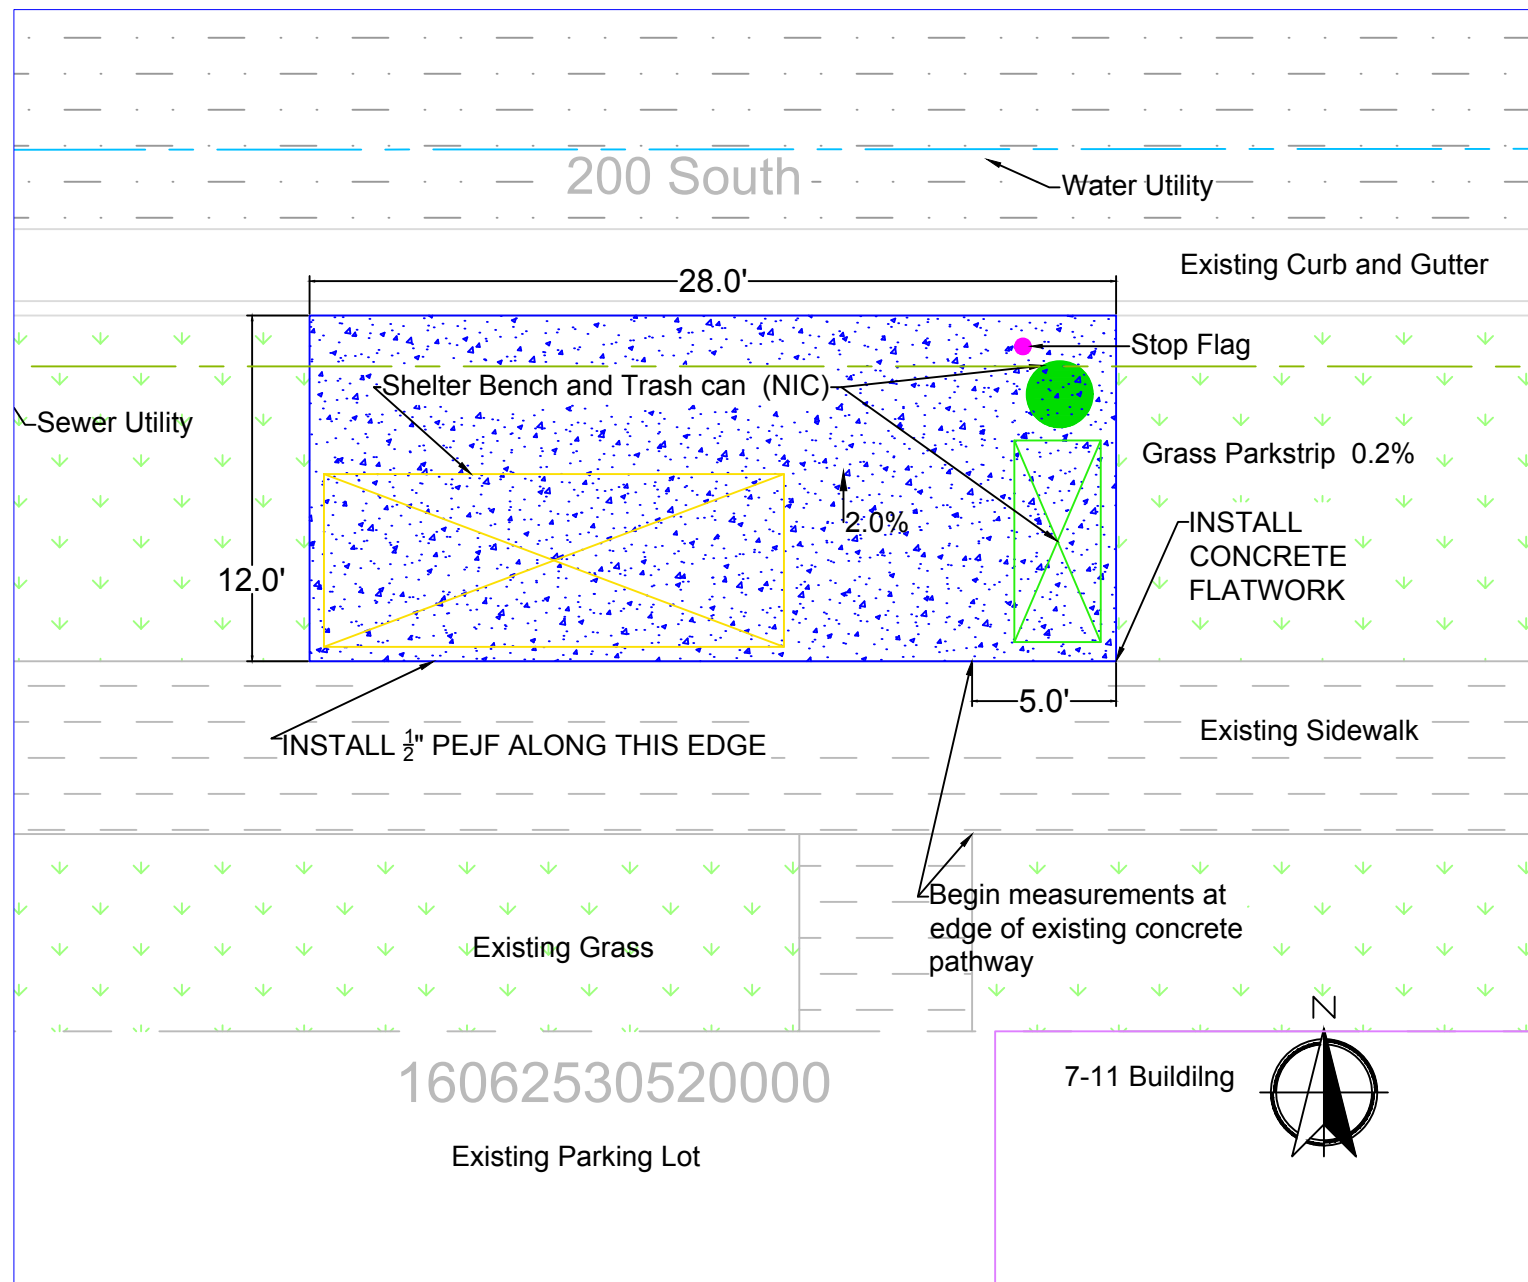 200 South
Water Utility
Existing Curb and Gutter
28.0'
Stop Flag
Shelter Bench and Trash can (NIC)
Sewer Utility
Grass Parkstrip 0.2%
2.0%
INSTALL
CONCRETE
FLATWORK
12.0'
5.0'
Existing Sidewalk
INSTALL ½" PEJF ALONG THIS EDGE
Begin measurements at
edge of existing concrete
pathway
Existing Grass
N
16062530520000
7-11 Buildilng
Existing Parking Lot